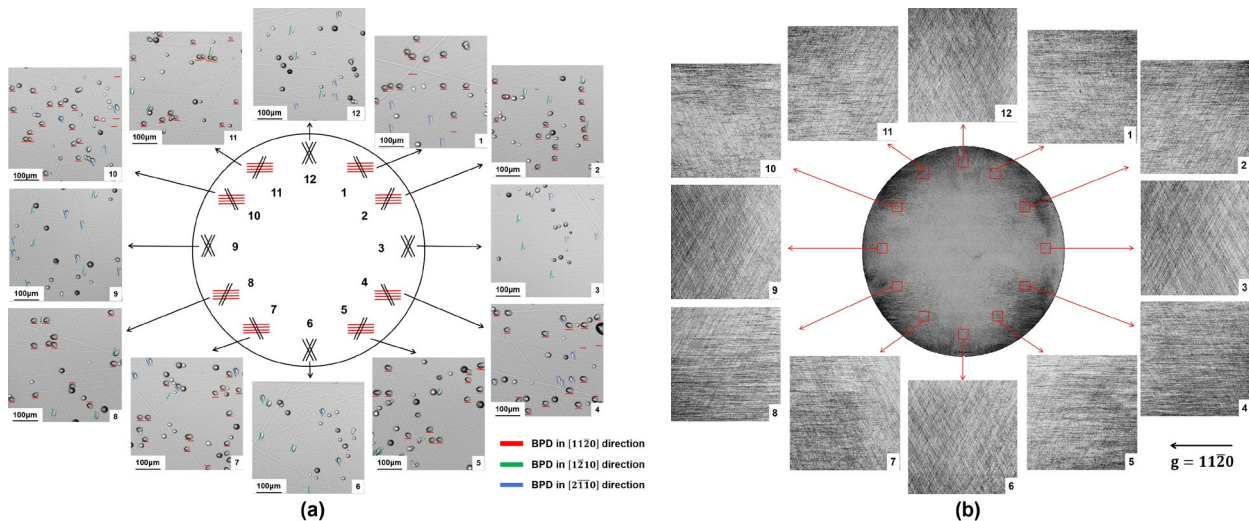 12
100μm
11
100μm
1
100μm
10
100μm
2
100μm
9
100μm
3
100μm
8
100μm
4
100μm
7
100μm
6
100μm
5
100μm
12
11
1
10
2
9
3
8
4
7
5
6
BPD in [112̄0] direction
BPD in [12̄10] direction
BPD in [21̄1̄0] direction
(a)
12
11
1
10
2
9
3
8
4
7
5
6
g = 112̄0
(b)